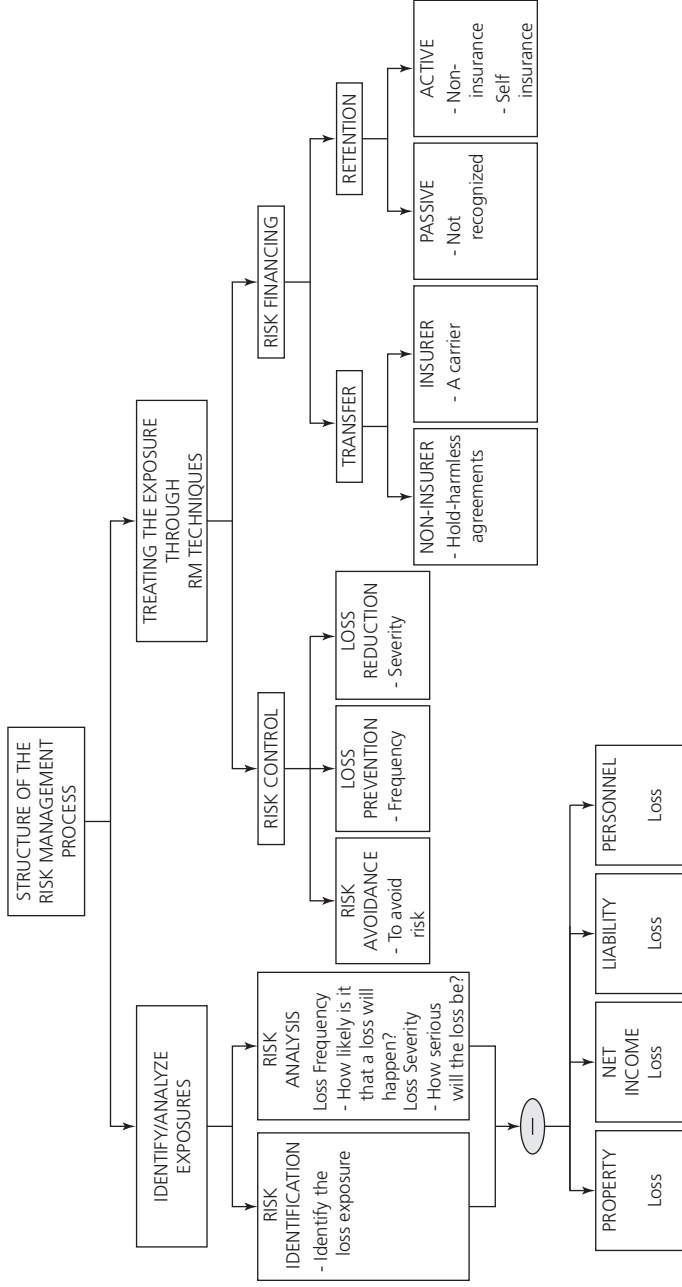 STRUCTURE OF THE
RISK MANAGEMENT
PROCESS
IDENTIFY/ANALYZE
EXPOSURES
TREATING THE EXPOSURE
THROUGH
RM TECHNIQUES
RISK
IDENTIFICATION
- Identify the
loss exposure
RISK
ANALYSIS
Loss Frequency
- How likely is it
that a loss will
happen?
Loss Severity
- How serious
will the loss be?
RISK CONTROL
RISK FINANCING
RISK
AVOIDANCE
- To avoid
risk
LOSS
PREVENTION
- Frequency
LOSS
REDUCTION
- Severity
TRANSFER
RETENTION
NON-INSURER
- Hold-harmless
agreements
INSURER
- A carrier
PASSIVE
- Not
recognized
ACTIVE
- Non-
insurance
- Self
insurance
PROPERTY
Loss
NET
INCOME
Loss
LIABILITY
Loss
PERSONNEL
Loss